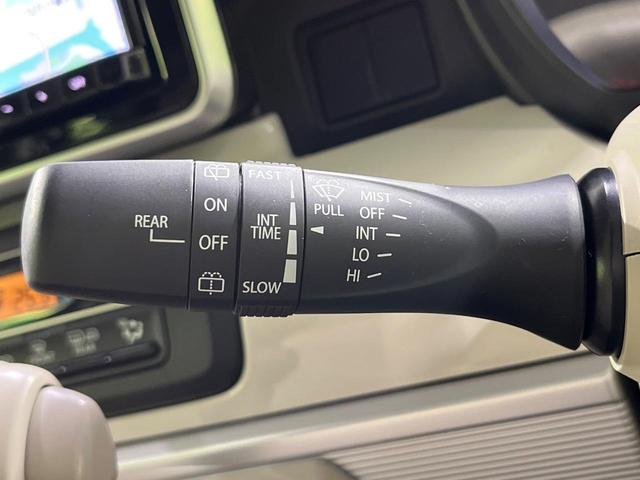 REAR
ON
OFF
FAST
INT
TIME
SLOW
PULL
MIST
OFF
INT
LO
HI